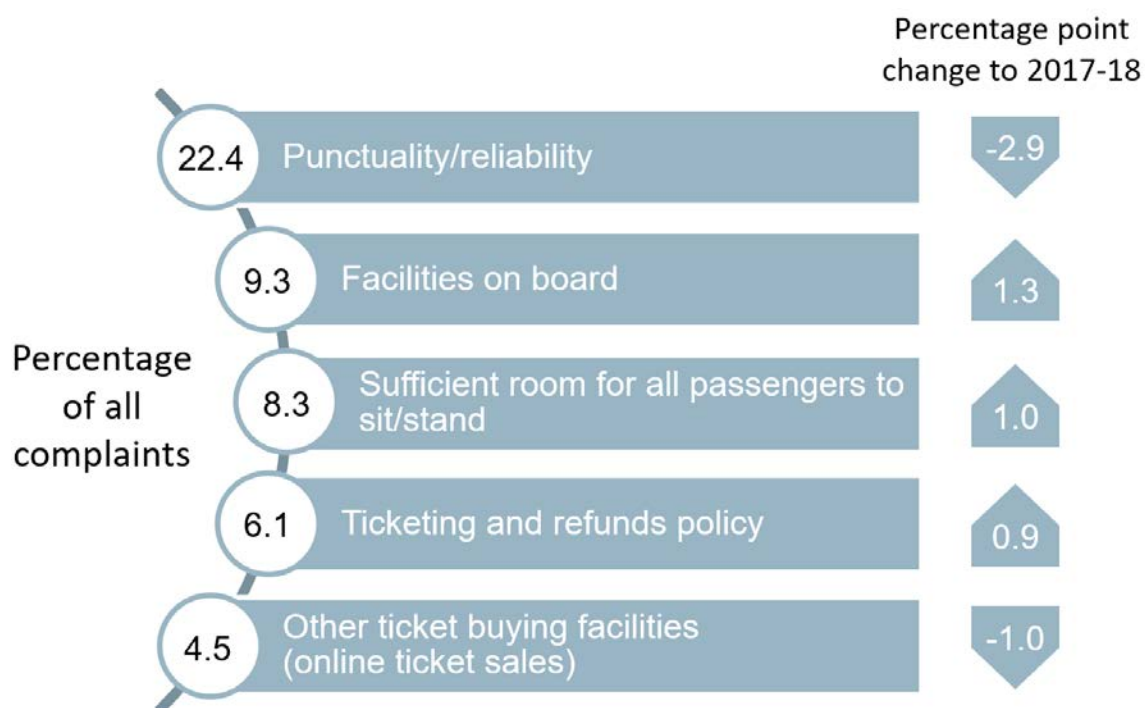 Percentage point
change to 2017-18
22.4
Punctuality/reliability
-2.9
9.3
Facilities on board
1.3
Percentage
of all
complaints
8.3
Sufficient room for all passengers to
sit/stand
1.0
6.1
Ticketing and refunds policy
0.9
4.5
Other ticket buying facilities
(online ticket sales)
-1.0